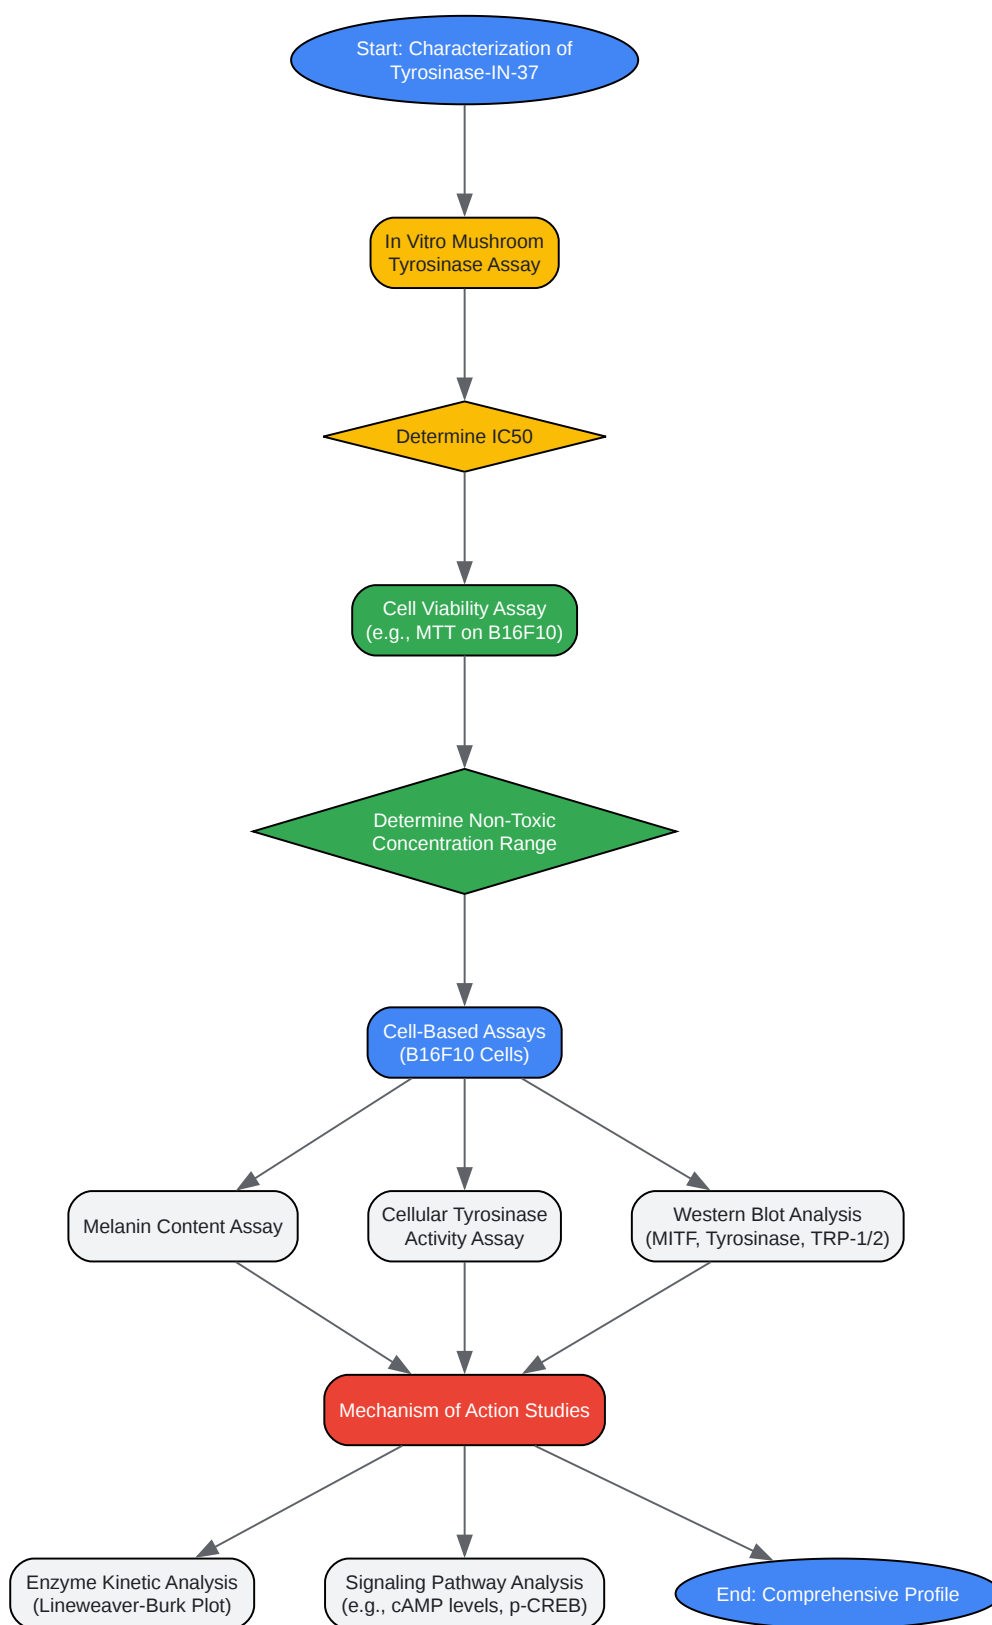 Start: Characterization of
Tyrosinase-IN-37
In Vitro Mushroom
Tyrosinase Assay
Determine IC50
Cell Viability Assay
(e.g., MTT on B16F10)
Determine Non-Toxic
Concentration Range
Cell-Based Assays
(B16F10 Cells)
Melanin Content Assay
Cellular Tyrosinase
Activity Assay
Western Blot Analysis
(MITF, Tyrosinase, TRP-1/2)
Mechanism of Action Studies
Enzyme Kinetic Analysis
(Lineweaver-Burk Plot)
Signaling Pathway Analysis
(e.g., cAMP levels, p-CREB)
End: Comprehensive Profile